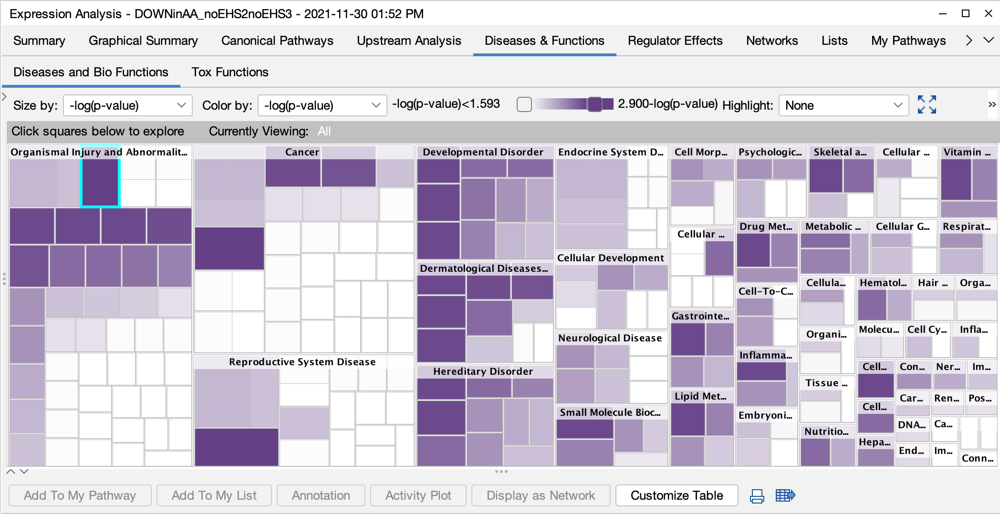 Expression Analysis - DOWNinAA_noEHS2noEHS3 - 2021-11-30 01:52 PM
Summary Graphical Summary Canonical Pathways Upstream Analysis Diseases & Functions Regulator Effects Networks Lists My Pathways
Diseases and Bio Functions Tox Functions
Size by: -log(p-value) Color by: -log(p-value) -log(p-value)<1.593 2.900-log(p-value) Highlight: None
Click squares below to explore Currently Viewing: All
Organismal Injury and Abnormalit... Cancer Developmental Disorder Endocrine System D... Cell Morp... Psychologic... Skeletal a... Cellular ... Vitamin ...
Drug Met... Metabolic ... Cellular G... Respirat...
Cellular ...
Cellular Development
Dermatological Diseases...
Cellula... Hematol... Hair ... Orga...
Cell-To-C...
Gastrointe...
Molecu... Cell Cy... Infla...
Organi...
Neurological Disease
Inflamma...
Reproductive System Disease
Cell... Con... Ner... Im...
Hereditary Disorder
Tissue ...
Lipid Met...
Car... Ren... Pos...
Cell...
Small Molecule Bioc...
Embryoni...
DNA... Ca...
Nutritio...
Hepa...
End... Im...
Conn...
Add To My Pathway Add To My List Annotation Activity Plot Display as Network Customize Table